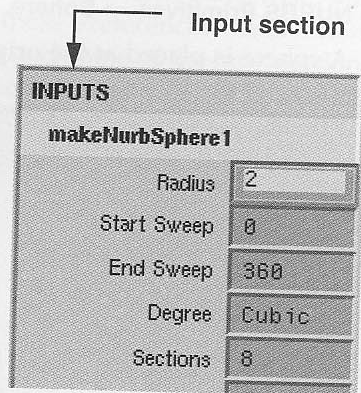 Input section
INPUTS
makeNurbSphere1
Radius 2
Start Sweep 0
End Sweep 360
Degree Cubic
Sections 8